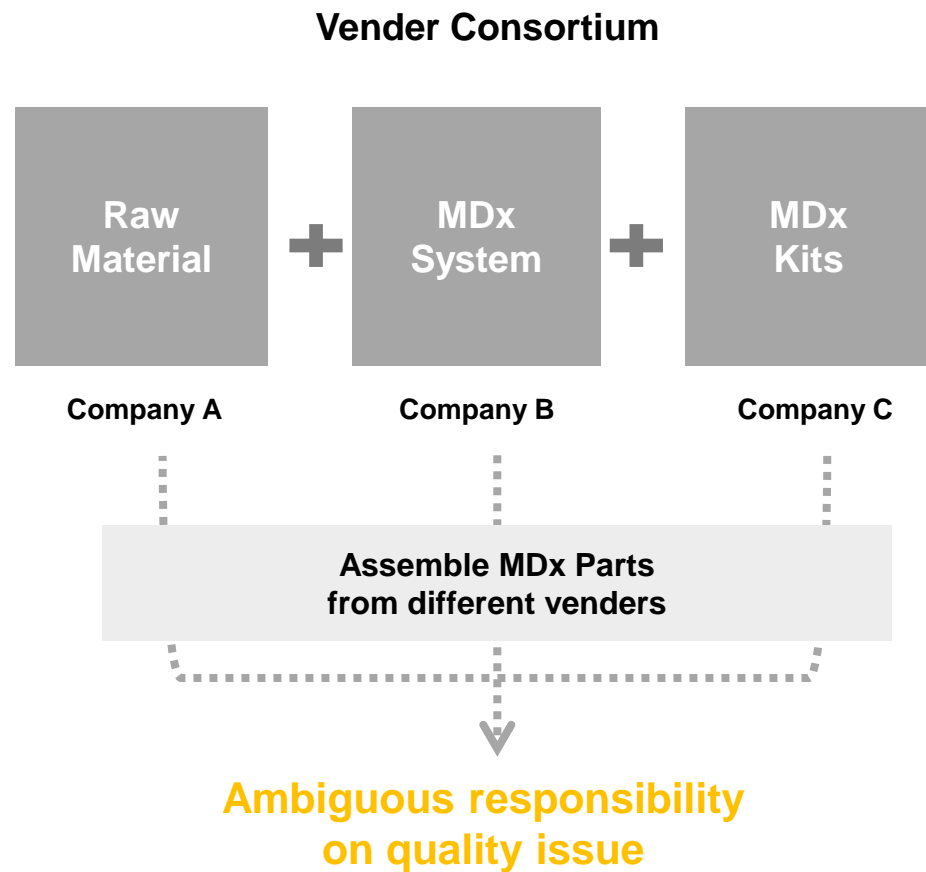 Vender Consortium
Raw
Material
MDx
System
MDx
Kits
Company A
Company B
Company C
Assemble MDx Parts
from different venders
Ambiguous responsibility
on quality issue